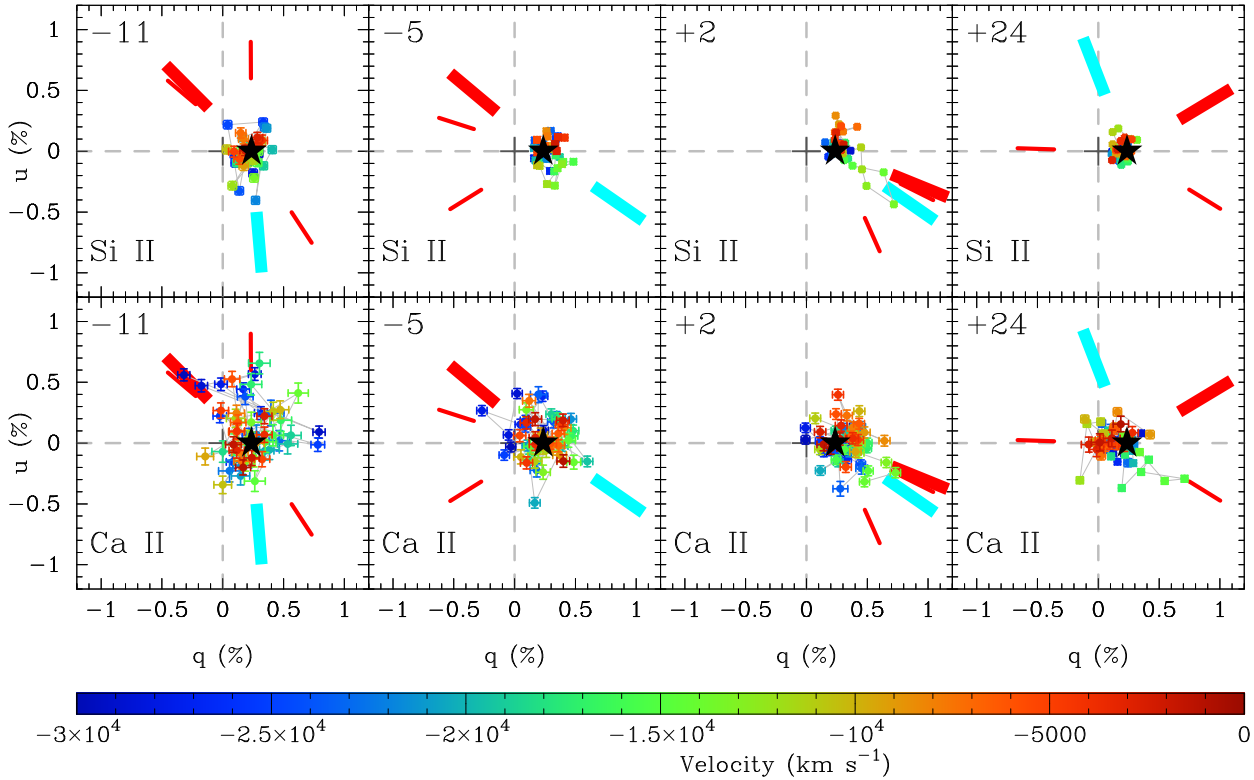 −11 −5 +2 +24
1
0.5
0
−0.5
−1
u (%)
Si II Si II Si II Si II
−11 −5 +2 +24
1
0.5
0
−0.5
−1
u (%)
Ca II Ca II Ca II Ca II
−1 −0.5 0 0.5 1 −1 −0.5 0 0.5 1 −1 −0.5 0 0.5 1 −1 −0.5 0 0.5 1
q (%) q (%) q (%) q (%)
−3×10⁴ −2.5×10⁴ −2×10⁴ −1.5×10⁴ −10⁴ −5000 0
Velocity (km s⁻¹)